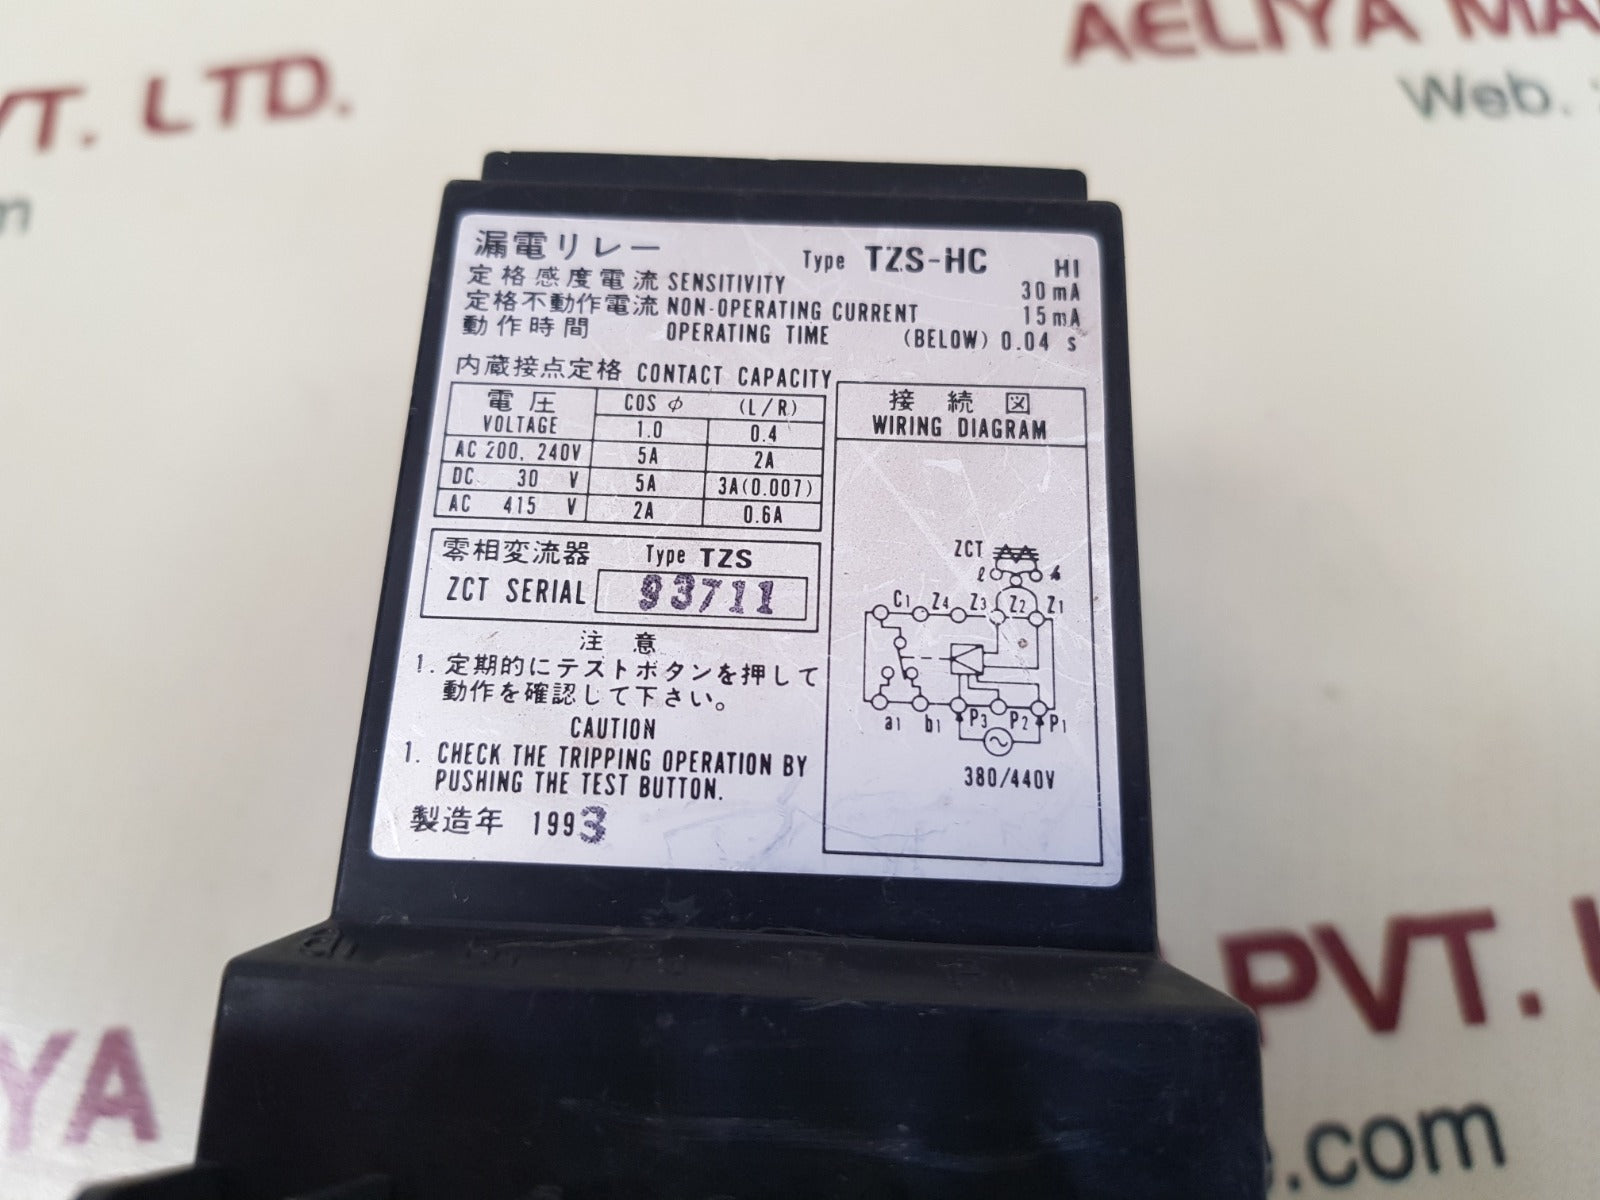 AELIYA MA
VT. LTD.
Web.
漏電リレー Type TZS-HC HI
定格感度電流 SENSITIVITY 30mA
定格不動作電流 NON-OPERATING CURRENT 15mA
動作時間 OPERATING TIME (BELOW) 0.04 s
内蔵接点定格 CONTACT CAPACITY
電圧 VOLTAGE COS φ (L/R)
1.0 0.4
AC 200, 240V 5A 2A
DC 30 V 5A 3A(0.007)
AC 415 V 2A 0.6A
零相変流器 Type TZS
ZCT SERIAL 93711
注意
1. 定期的にテストボタンを押して
動作を確認して下さい。
CAUTION
1. CHECK THE TRIPPING OPERATION BY
PUSHING THE TEST BUTTON.
製造年 1993
接続図
WIRING DIAGRAM
ZCT
ℓ k
C1 Z4 Z3 Z2 Z1
a1 b1 P3 P2 P1
380/440V
PVT.
YA
e.com